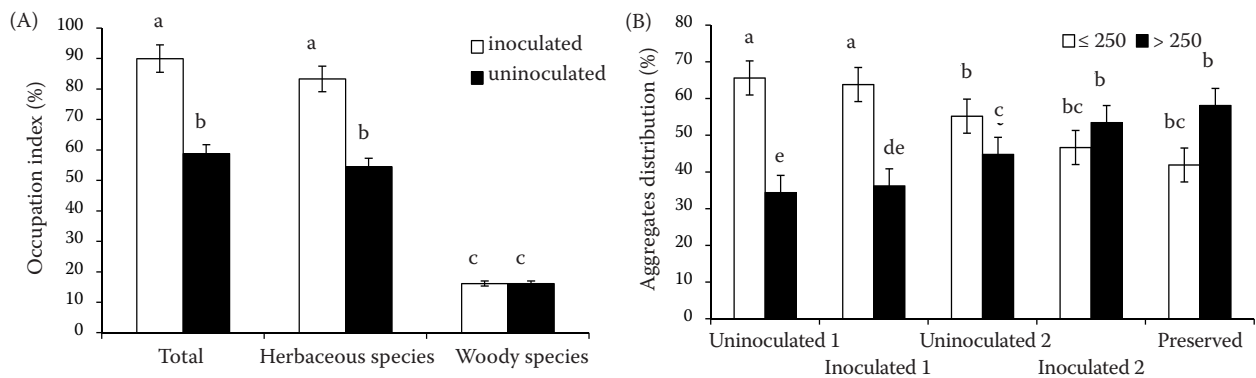 (A)
Occupation index (%)
100
90
80
70
60
50
40
30
20
10
0
a
b
a
b
c
c
inoculated
uninoculated
Total
Herbaceous species
Woody species
(B)
Aggregates distribution (%)
80
70
60
50
40
30
20
10
0
≤ 250
> 250
a
e
a
de
b
c
bc
b
bc
b
Uninoculated 1
Inoculated 1
Uninoculated 2
Inoculated 2
Preserved